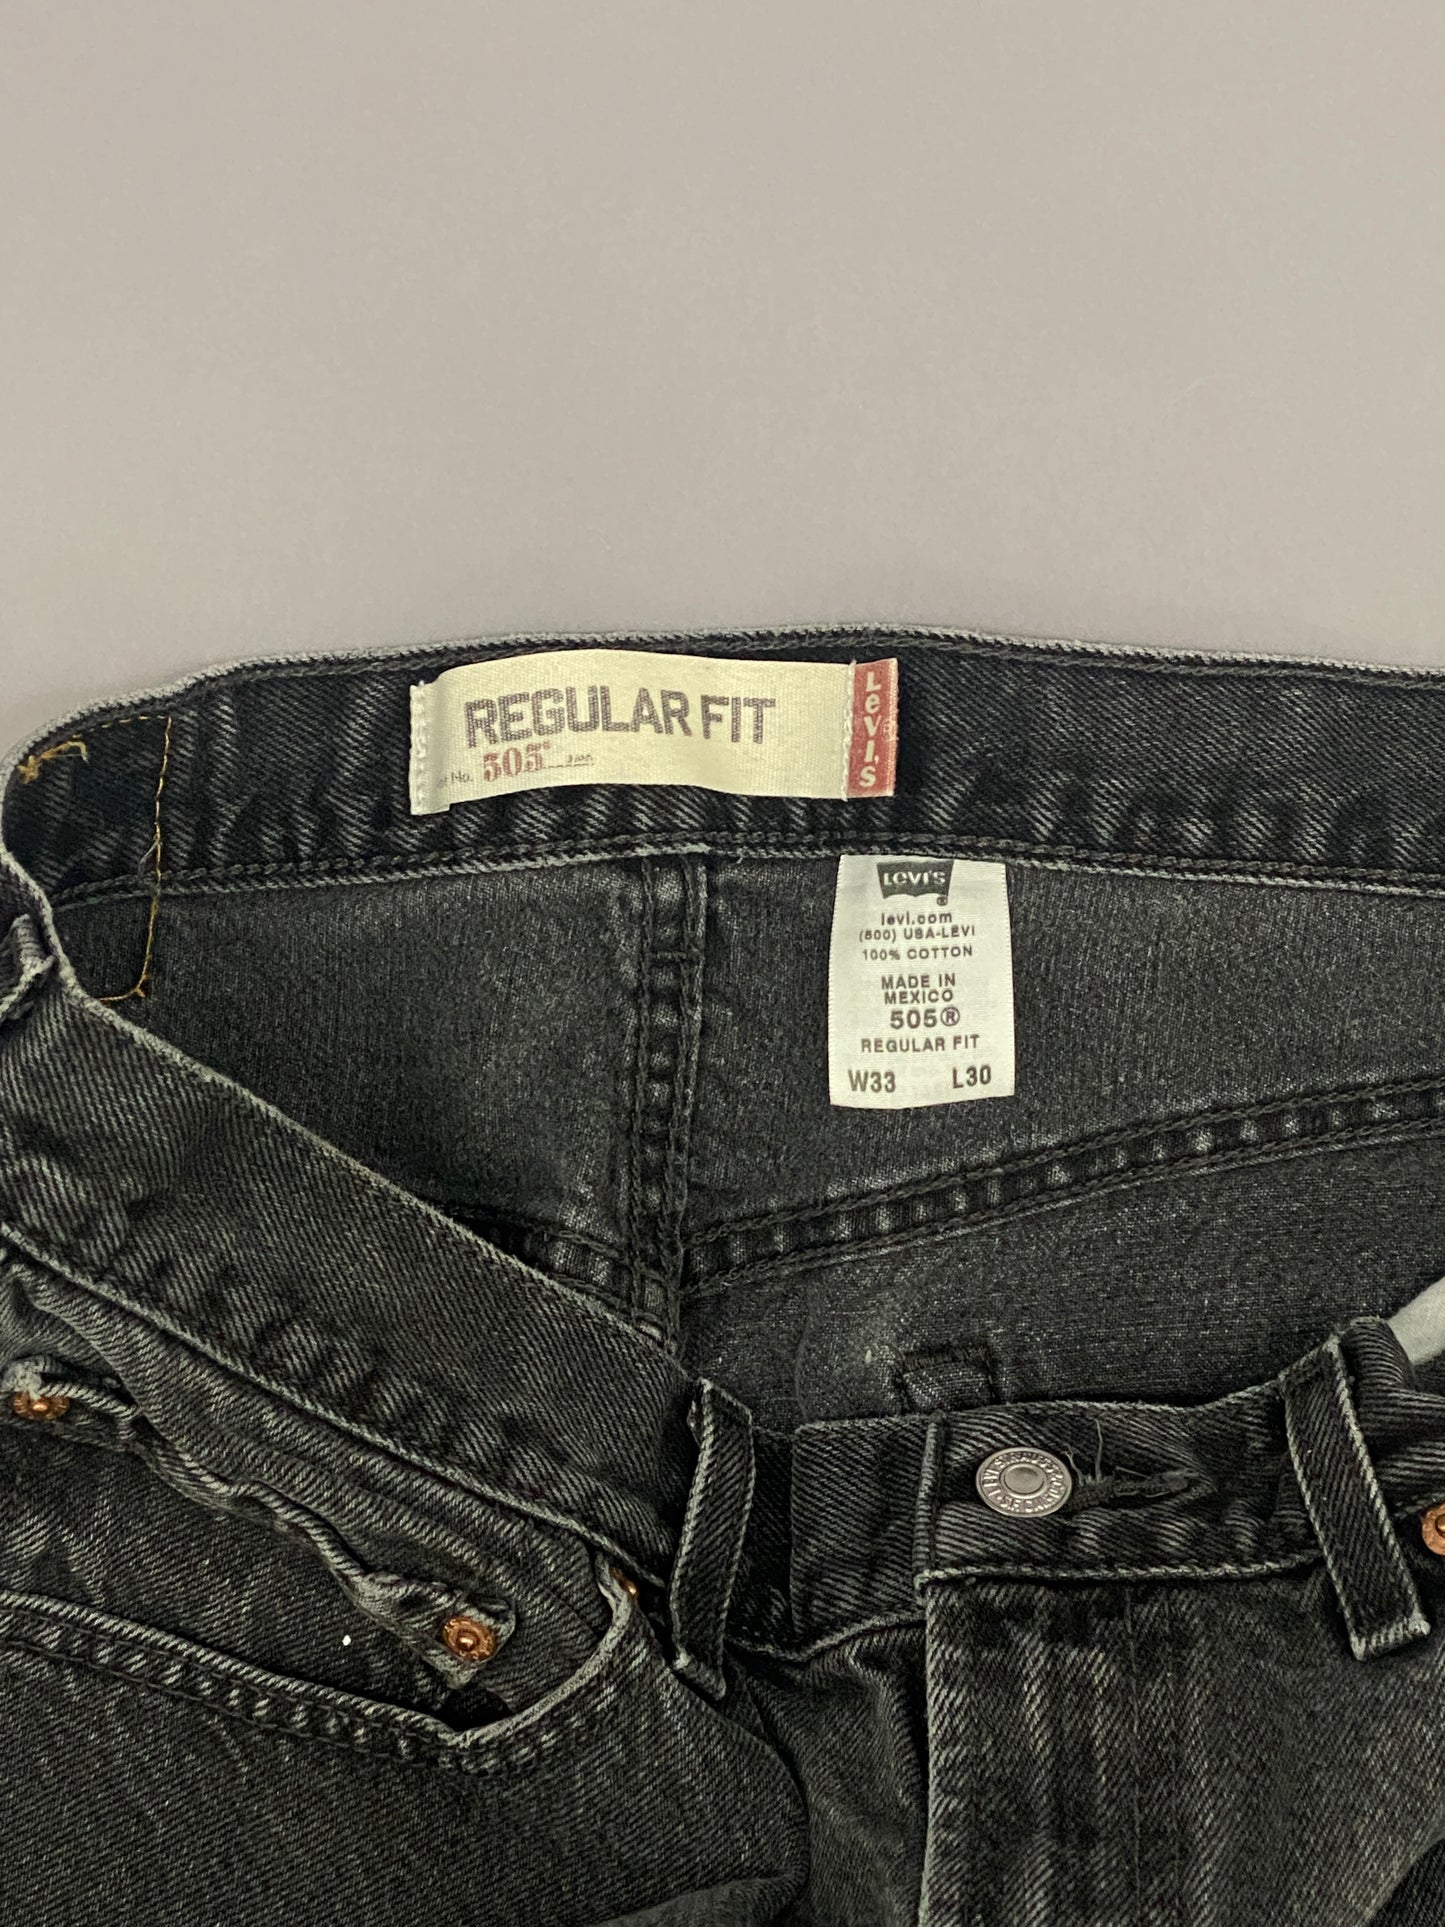 REGULAR FIT
No. 505
Levi's
LEVI'S
®
levi.com
(800) USA-LEVI
100% COTTON
MADE IN
MEXICO
505®
REGULAR FIT
W33 L30